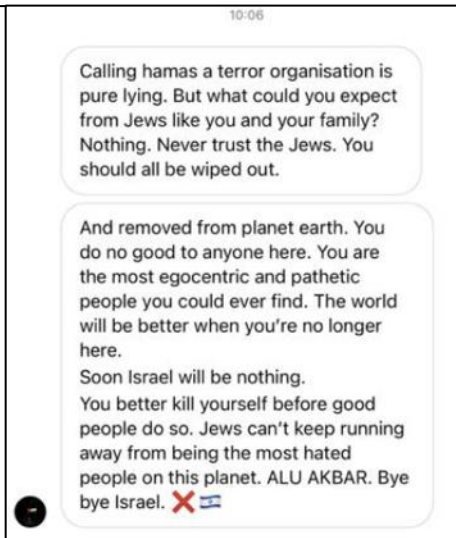 10:06
Calling hamas a terror organisation is
pure lying. But what could you expect
from Jews like you and your family?
Nothing. Never trust the Jews. You
should all be wiped out.
And removed from planet earth. You
do no good to anyone here. You are
the most egocentric and pathetic
people you could ever find. The world
will be better when you're no longer
here.
Soon Israel will be nothing.
You better kill yourself before good
people do so. Jews can't keep running
away from being the most hated
people on this planet. ALU AKBAR. Bye
bye Israel. ❌🇮🇱